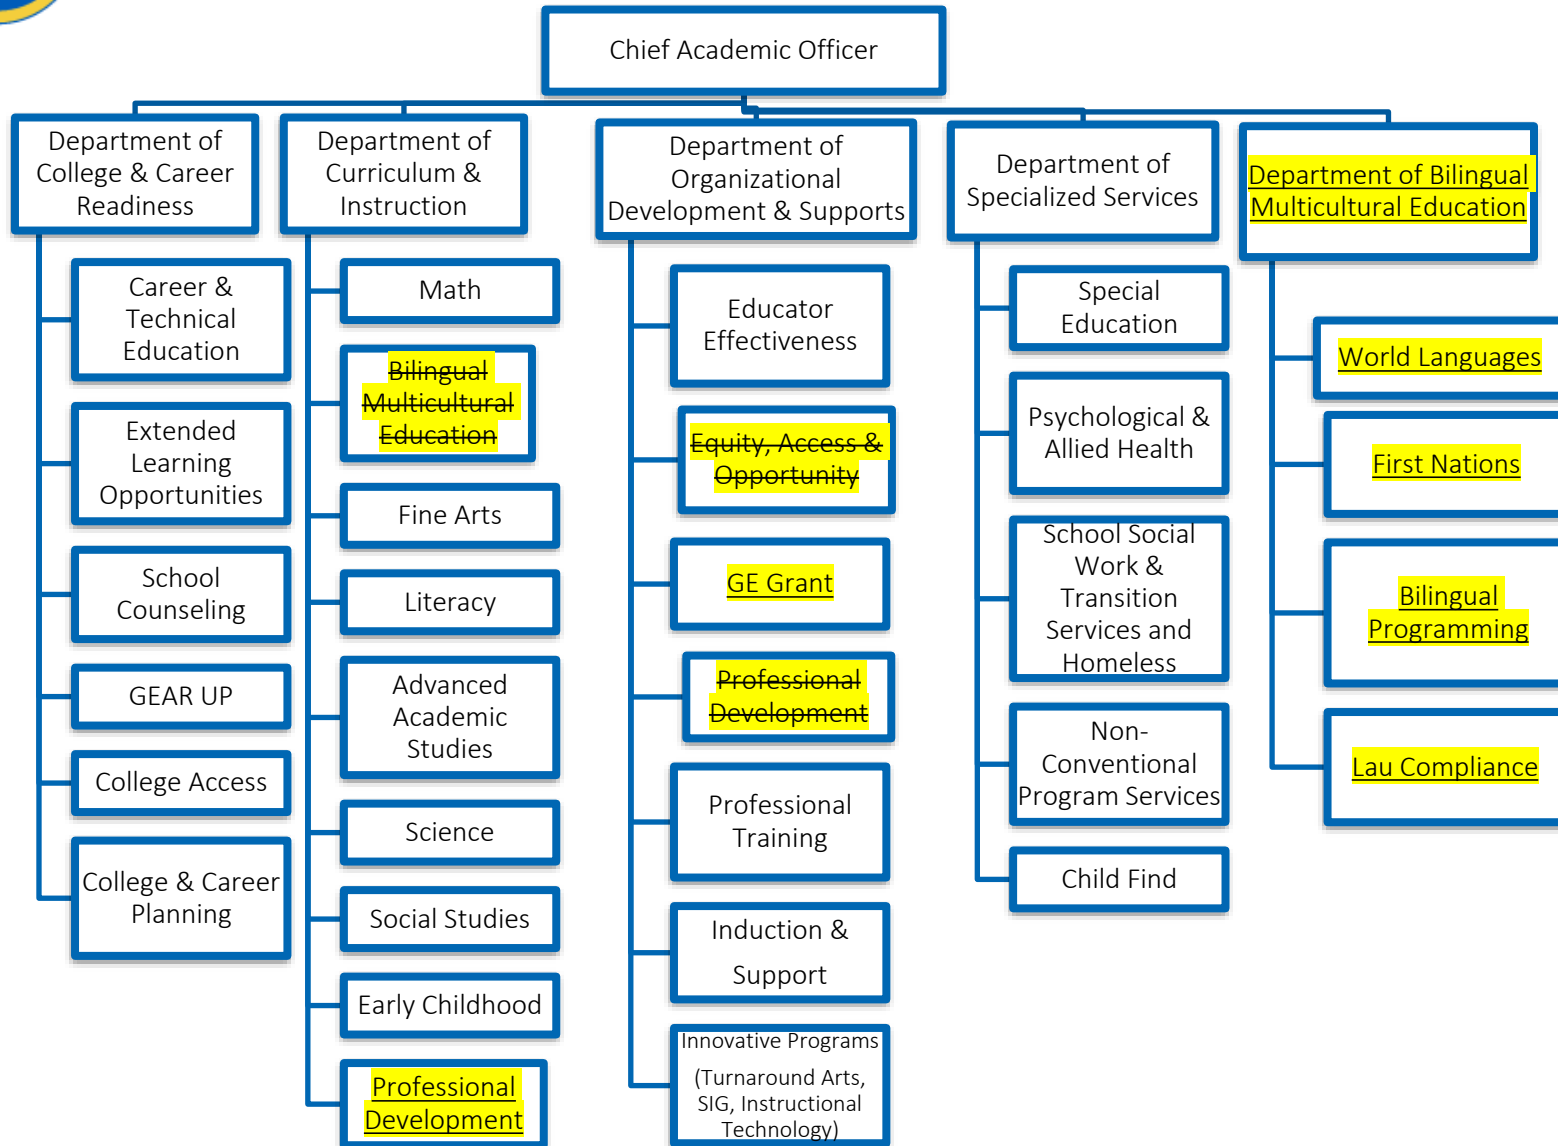 Chief Academic Officer
Department of
College & Career
Readiness
Career &
Technical
Education
Extended
Learning
Opportunities
School
Counseling
GEAR UP
College Access
College & Career
Planning
Department of
Curriculum &
Instruction
Math
Bilingual
Multicultural
Education
Fine Arts
Literacy
Advanced
Academic
Studies
Science
Social Studies
Early Childhood
Professional
Development
Department of
Organizational
Development & Supports
Educator
Effectiveness
Equity, Access &
Opportunity
GE Grant
Professional
Development
Professional
Training
Induction &
Support
Innovative Programs
(Turnaround Arts,
SIG, Instructional
Technology)
Department of
Specialized Services
Special
Education
Psychological &
Allied Health
School Social
Work &
Transition
Services and
Homeless
Non-
Conventional
Program Services
Child Find
Department of Bilingual
Multicultural Education
World Languages
First Nations
Bilingual
Programming
Lau Compliance